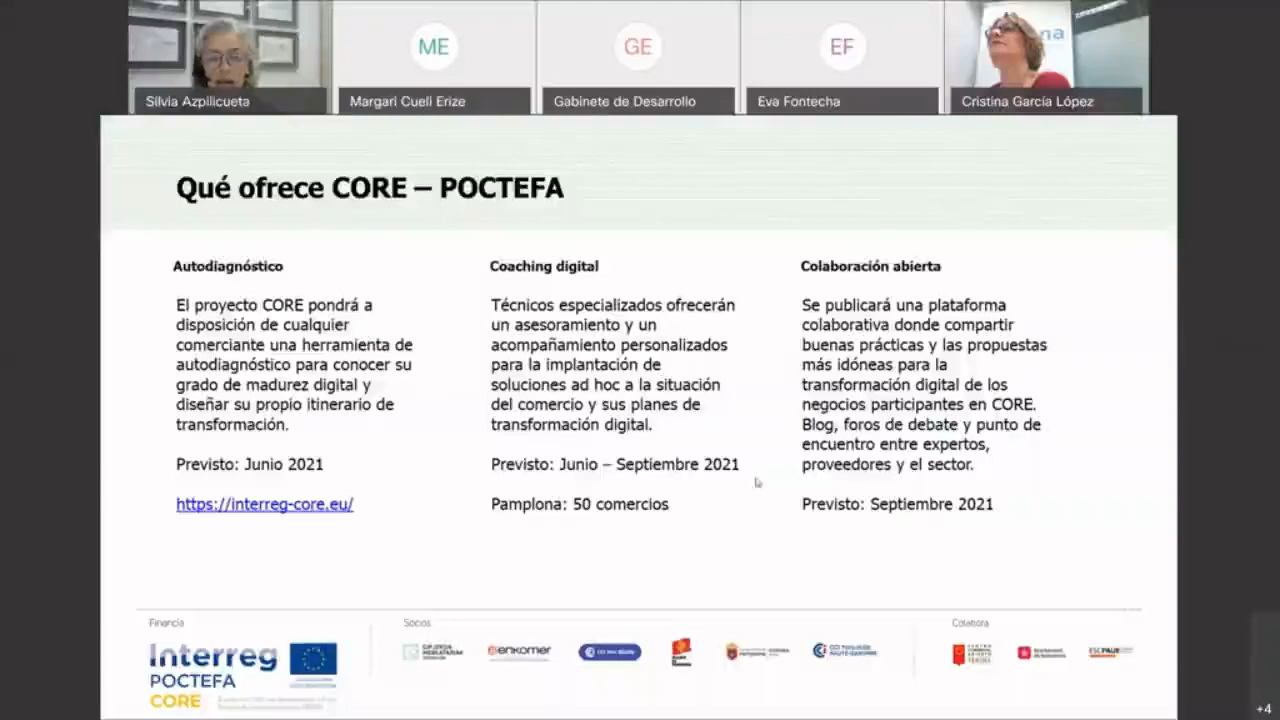 ME
GE
EF
na
Silvia Azpilicueta
Margari Cueli Erize
Gabinete de Desarrollo
Eva Fontecha
Cristina García López
Qué ofrece CORE – POCTEFA
Autodiagnóstico
El proyecto CORE pondrá a
disposición de cualquier
comerciante una herramienta de
autodiagnóstico para conocer su
grado de madurez digital y
diseñar su propio itinerario de
transformación.
Previsto: Junio 2021
https://interreg-core.eu/
Coaching digital
Técnicos especializados ofrecerán
un asesoramiento y un
acompañamiento personalizados
para la implantación de
soluciones ad hoc a la situación
del comercio y sus planes de
transformación digital.
Previsto: Junio – Septiembre 2021
Pamplona: 50 comercios
Colaboración abierta
Se publicará una plataforma
colaborativa donde compartir
buenas prácticas y las propuestas
más idóneas para la
transformación digital de los
negocios participantes en CORE.
Blog, foros de debate y punto de
encuentro entre expertos,
proveedores y el sector.
Previsto: Septiembre 2021
Financia
Interreg
POCTEFA
CORE
Socios
enkomer
Colabora
+4